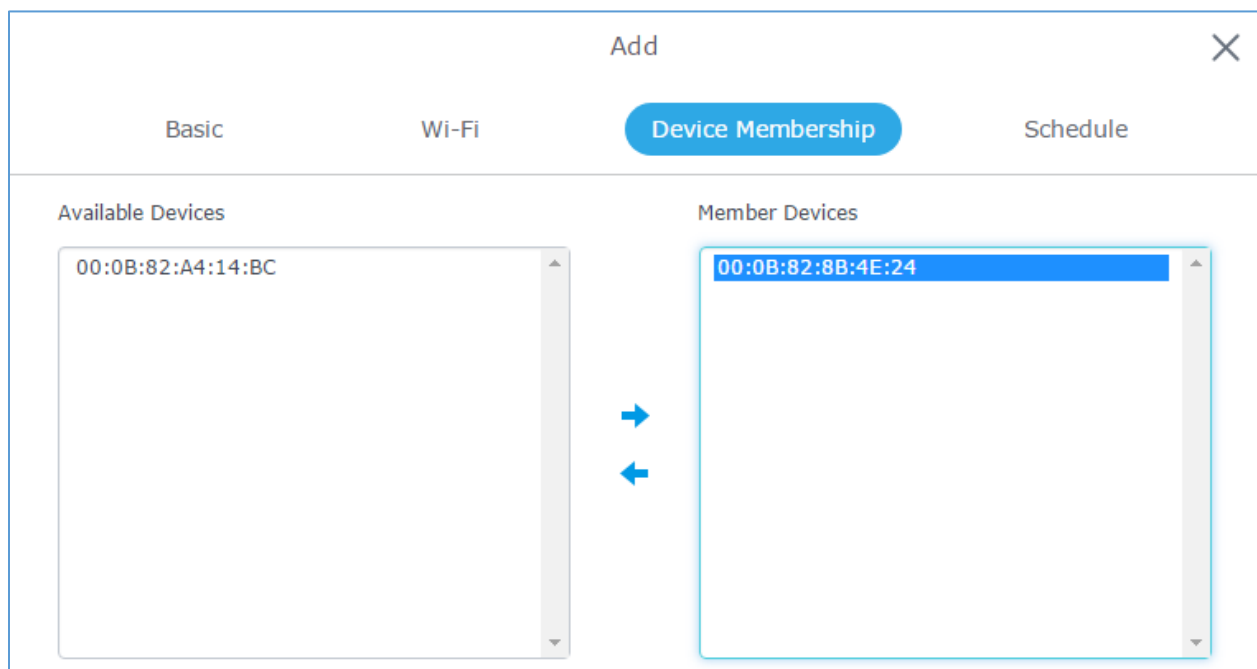 Add
Basic Wi-Fi Device Membership Schedule
Available Devices Member Devices
00:0B:82:A4:14:BC 00:0B:82:8B:4E:24